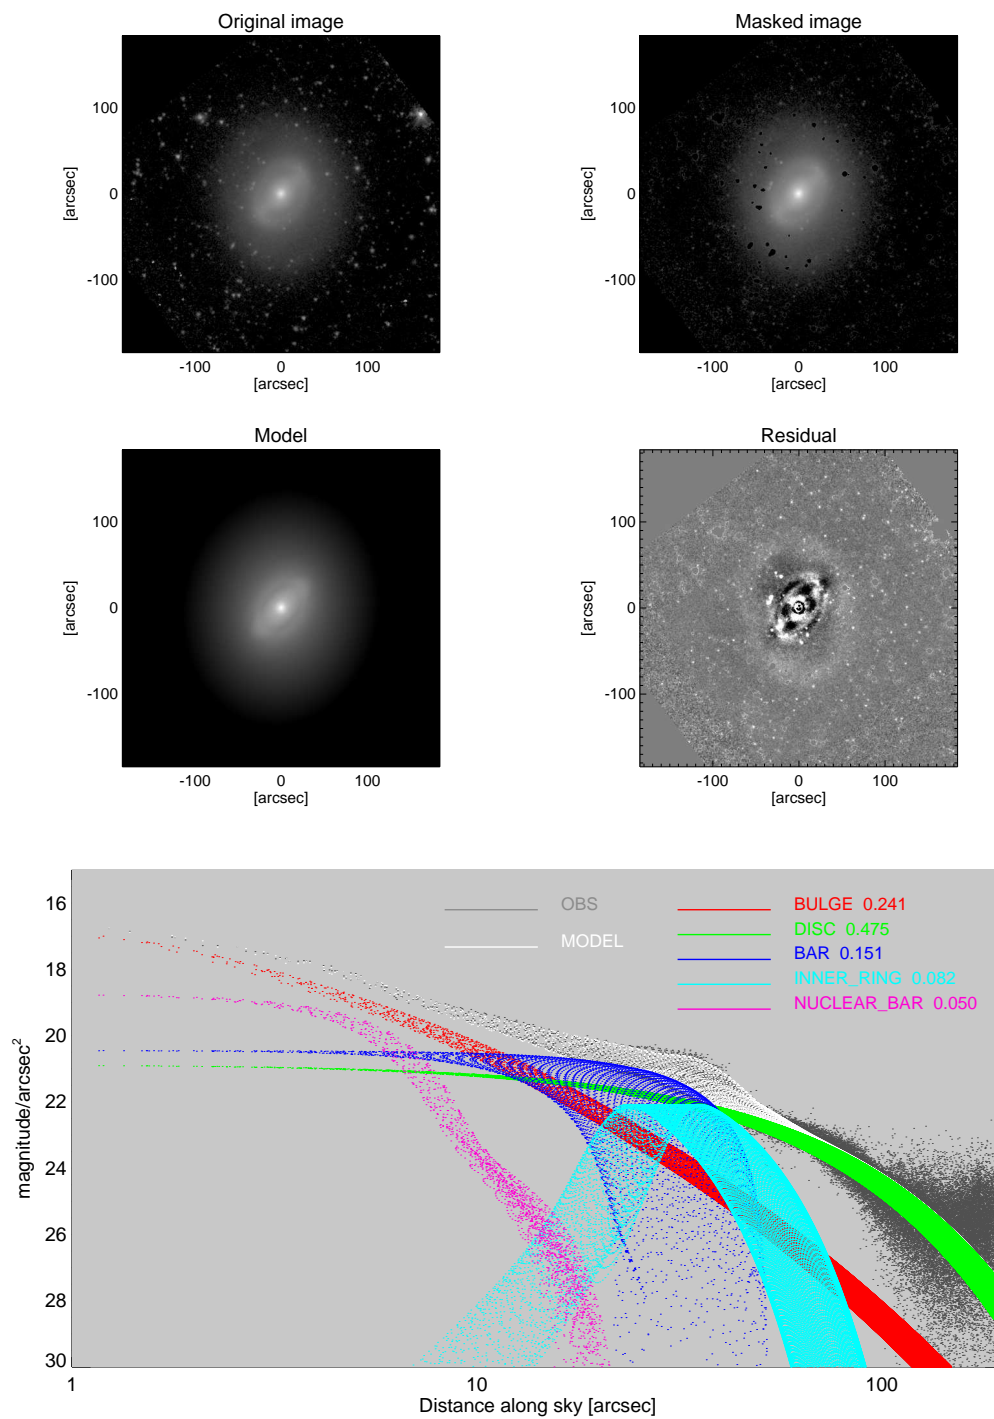 Original image
Masked image
100
0
-100
[arcsec]
-100 0 100
[arcsec]
100
0
-100
[arcsec]
-100 0 100
[arcsec]
Model
Residual
100
0
-100
[arcsec]
-100 0 100
[arcsec]
100
0
-100
[arcsec]
-100 0 100
[arcsec]
OBS
MODEL
BULGE 0.241
DISC 0.475
BAR 0.151
INNER_RING 0.082
NUCLEAR_BAR 0.050
16
18
20
22
24
26
28
30
magnitude/arcsec²
1 10 100
Distance along sky [arcsec]